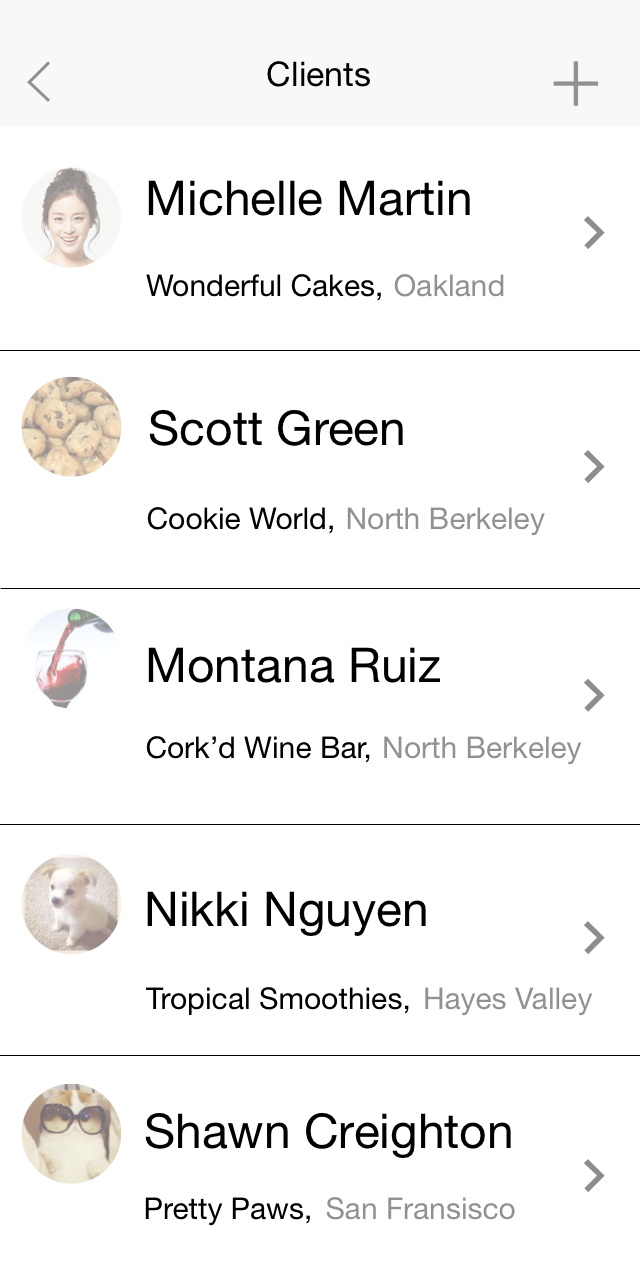 Clients
Michelle Martin
Wonderful Cakes, Oakland
Scott Green
Cookie World, North Berkeley
Montana Ruiz
Cork’d Wine Bar, North Berkeley
Nikki Nguyen
Tropical Smoothies, Hayes Valley
Shawn Creighton
Pretty Paws, San Fransisco